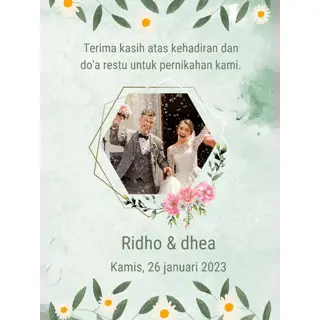 Terima kasih atas kehadiran dan
do'a restu untuk pernikahan kami.
Ridho & dhea
Kamis, 26 januari 2023